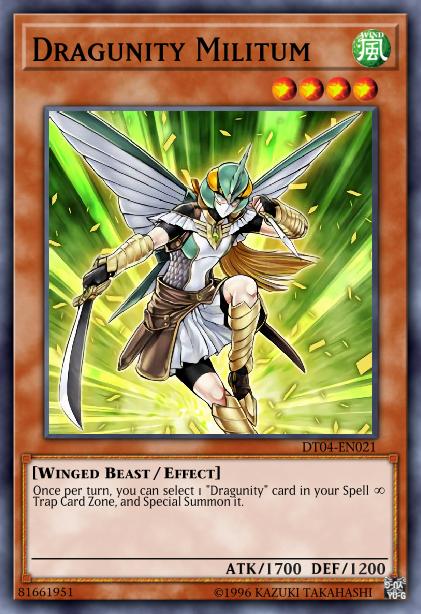 DRAGUNITY MILITUM
WIND
風
DT04-EN021
[WINGED BEAST / EFFECT]
Once per turn, you can select 1 "Dragunity" card in your Spell ∞
Trap Card Zone, and Special Summon it.
ATK/1700 DEF/1200
81661951
©1996 KAZUKI TAKAHASHI